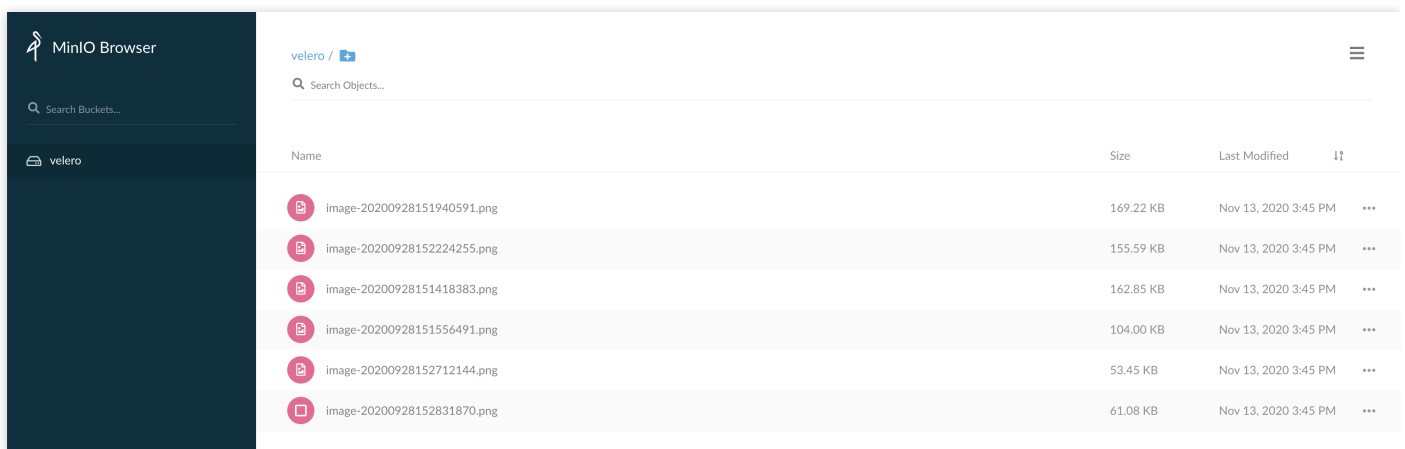 MinIO Browser
Search Buckets...
velero
velero /
Search Objects...
Name Size Last Modified
image-20200928151940591.png 169.22 KB Nov 13, 2020 3:45 PM
image-20200928152224255.png 155.59 KB Nov 13, 2020 3:45 PM
image-20200928151418383.png 162.85 KB Nov 13, 2020 3:45 PM
image-20200928151556491.png 104.00 KB Nov 13, 2020 3:45 PM
image-20200928152712144.png 53.45 KB Nov 13, 2020 3:45 PM
image-20200928152831870.png 61.08 KB Nov 13, 2020 3:45 PM